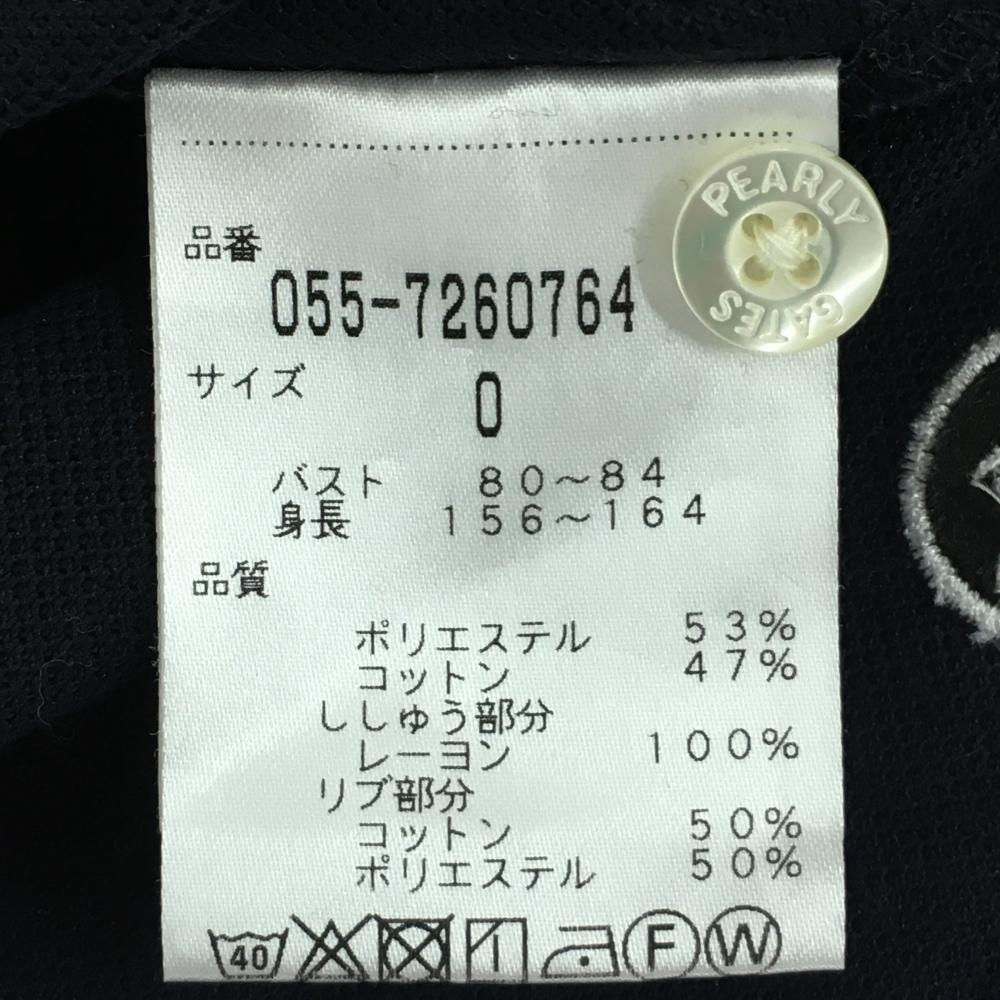 品番
055-7260764
PEARLY GATES
サイズ
0
バスト 80〜84
身長 156〜164
品質
ポリエステル 53%
コットン 47%
ししゅう部分
レーヨン 100%
リブ部分
コットン 50%
ポリエステル 50%
40 F W